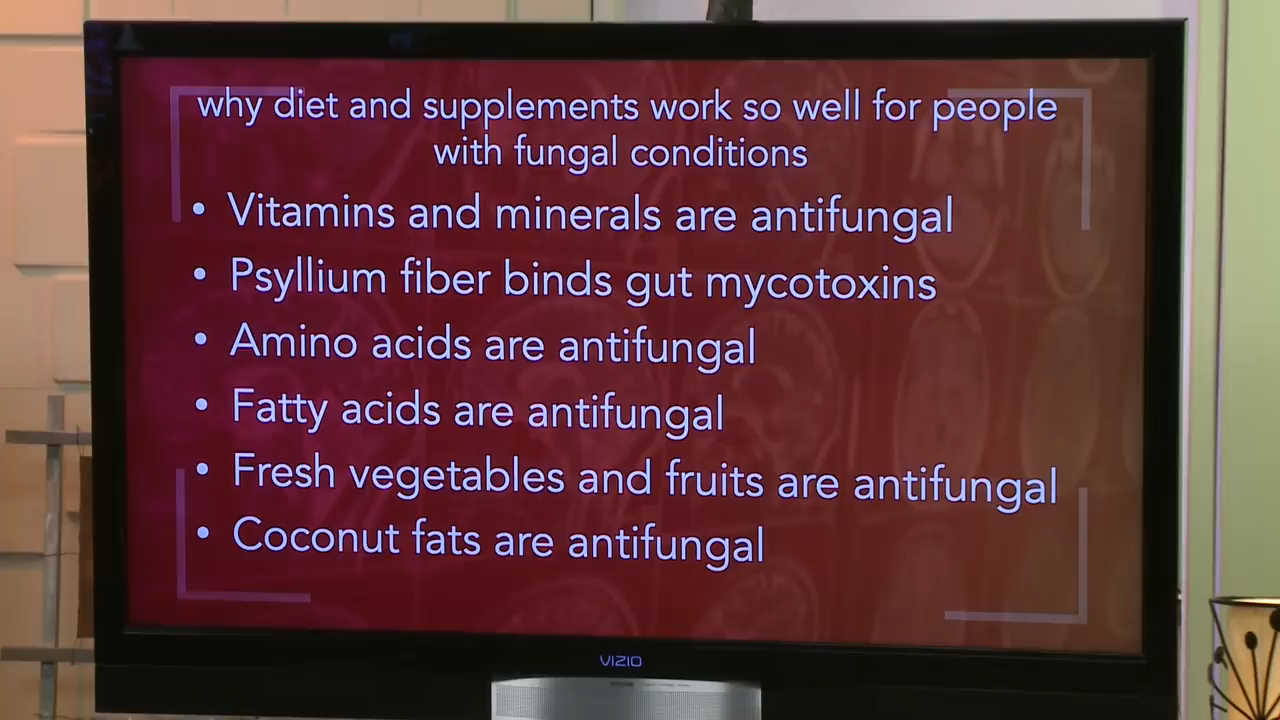 why diet and supplements work so well for people
with fungal conditions
• Vitamins and minerals are antifungal
• Psyllium fiber binds gut mycotoxins
• Amino acids are antifungal
• Fatty acids are antifungal
• Fresh vegetables and fruits are antifungal
• Coconut fats are antifungal
VIZIO